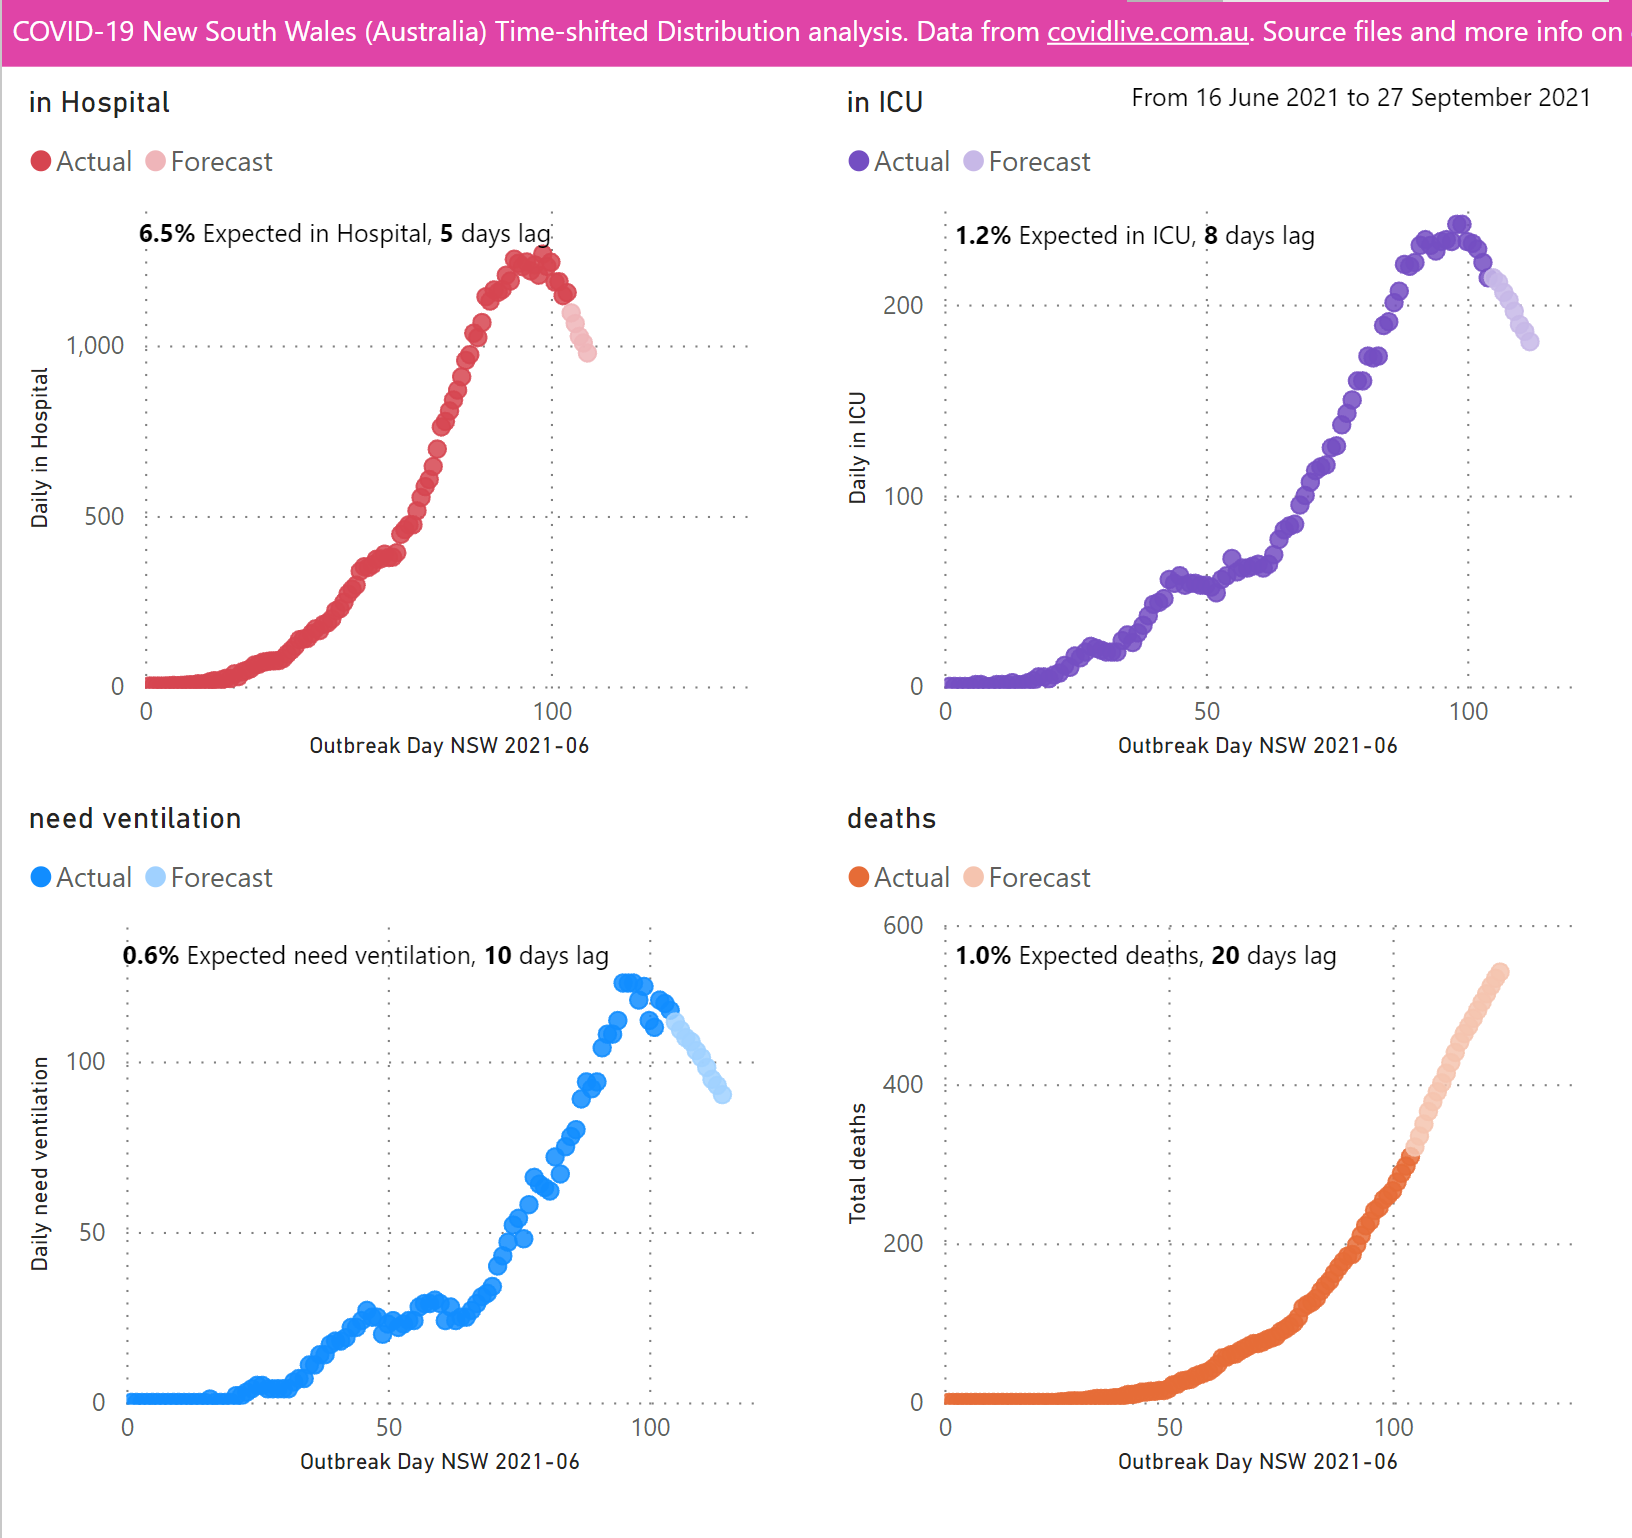 COVID-19 New South Wales (Australia) Time-shifted Distribution analysis. Data from covidlive.com.au. Source files and more info on
in Hospital
Actual Forecast
6.5% Expected in Hospital, 5 days lag
1,000
500
0
Daily in Hospital
0 100
Outbreak Day NSW 2021-06
in ICU
From 16 June 2021 to 27 September 2021
Actual Forecast
1.2% Expected in ICU, 8 days lag
200
100
0
Daily in ICU
0 50 100
Outbreak Day NSW 2021-06
need ventilation
Actual Forecast
0.6% Expected need ventilation, 10 days lag
100
50
0
Daily need ventilation
0 50 100
Outbreak Day NSW 2021-06
deaths
Actual Forecast
600
1.0% Expected deaths, 20 days lag
400
200
0
Total deaths
0 50 100
Outbreak Day NSW 2021-06